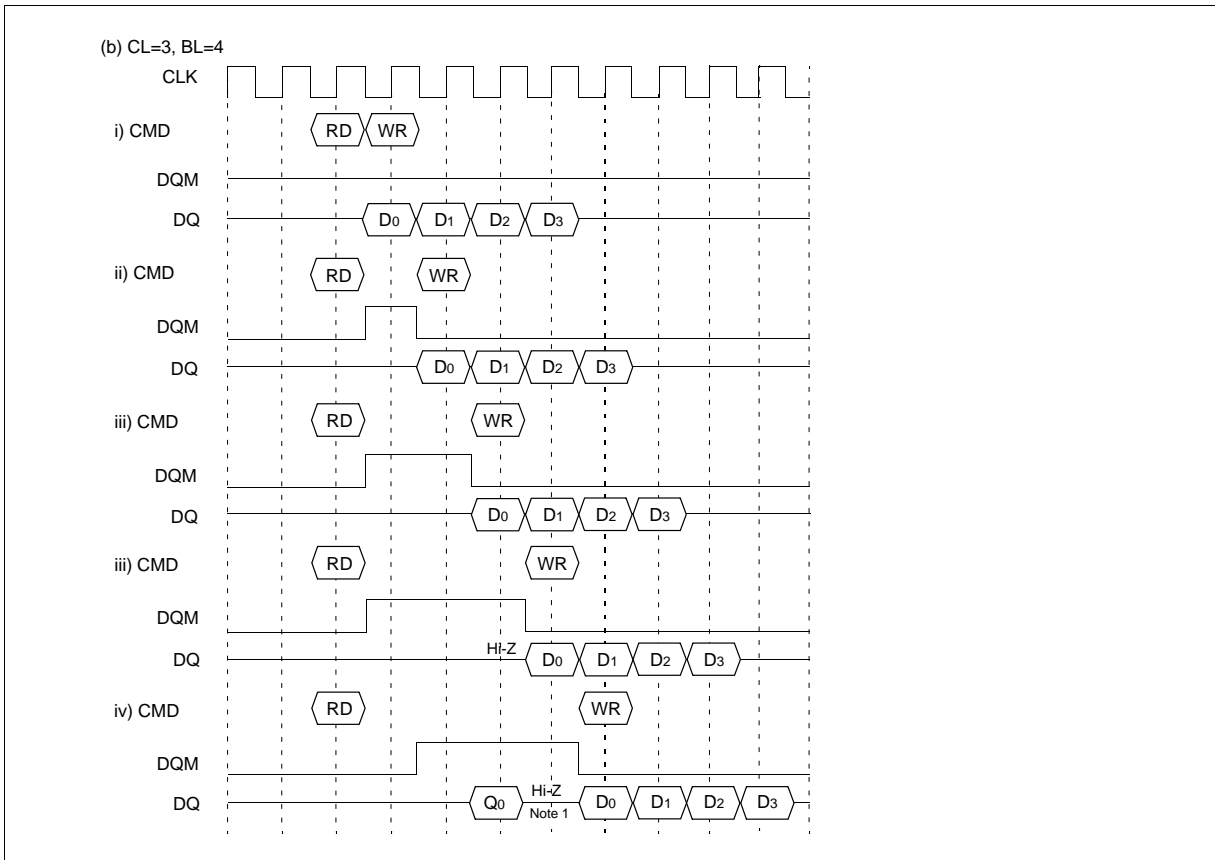 (b) CL=3, BL=4
CLK
i) CMD RD WR
DQM
DQ D0 D1 D2 D3
ii) CMD RD WR
DQM
DQ D0 D1 D2 D3
iii) CMD RD WR
DQM
DQ D0 D1 D2 D3
iii) CMD RD WR
DQM
DQ Hi-Z D0 D1 D2 D3
iv) CMD RD WR
DQM
DQ Q0 Hi-Z D0 D1 D2 D3
Note 1